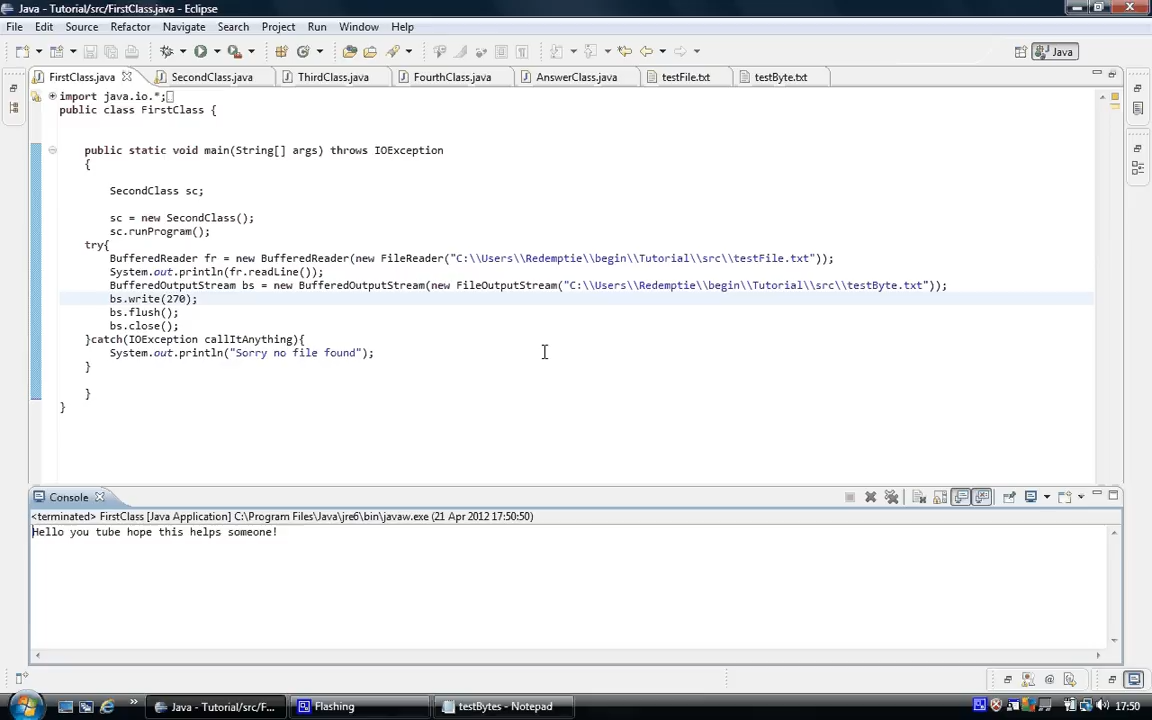 Java - Tutorial/src/FirstClass.java - Eclipse
File Edit Source Refactor Navigate Search Project Run Window Help
Java
FirstClass.java SecondClass.java ThirdClass.java FourthClass.java AnswerClass.java testFile.txt testByte.txt
import java.io.*;
public class FirstClass {
public static void main(String[] args) throws IOException
{
SecondClass sc;
sc = new SecondClass();
sc.runProgram();
try{
BufferedReader fr = new BufferedReader(new FileReader("C:\\Users\\Redemptie\\begin\\Tutorial\\src\\testFile.txt"));
System.out.println(fr.readLine());
BufferedOutputStream bs = new BufferedOutputStream(new FileOutputStream("C:\\Users\\Redemptie\\begin\\Tutorial\\src\\testByte.txt"));
bs.write(270);
bs.flush();
bs.close();
}catch(IOException callItAnything){
System.out.println("Sorry no file found");
}
}
}
Console
<terminated> FirstClass [Java Application] C:\Program Files\Java\jre6\bin\javaw.exe (21 Apr 2012 17:50:50)
Hello you tube hope this helps someone!
Java - Tutorial/src/F... Flashing testBytes - Notepad 17:50